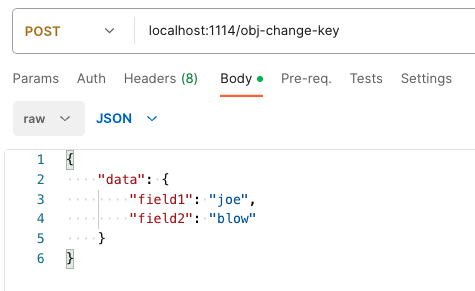 POST localhost:1114/obj-change-key
Params Auth Headers (8) Body Pre-req. Tests Settings
raw JSON
1 {
2 "data": {
3 "field1": "joe",
4 "field2": "blow"
5 }
6 }